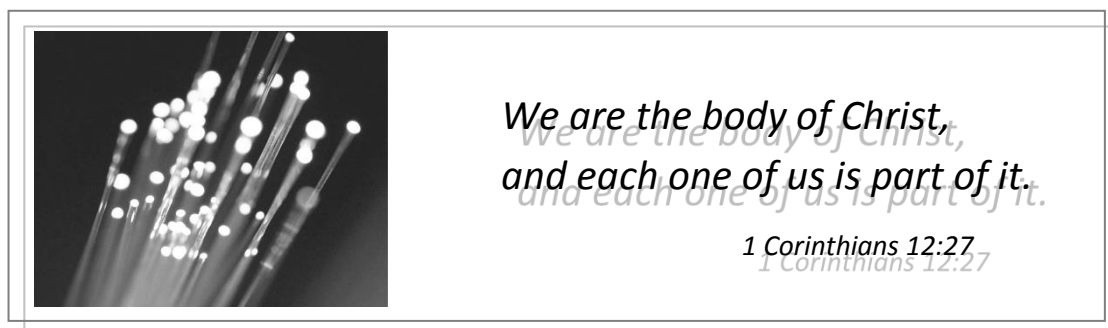 We are the body of Christ,
and each one of us is part of it.
1 Corinthians 12:27